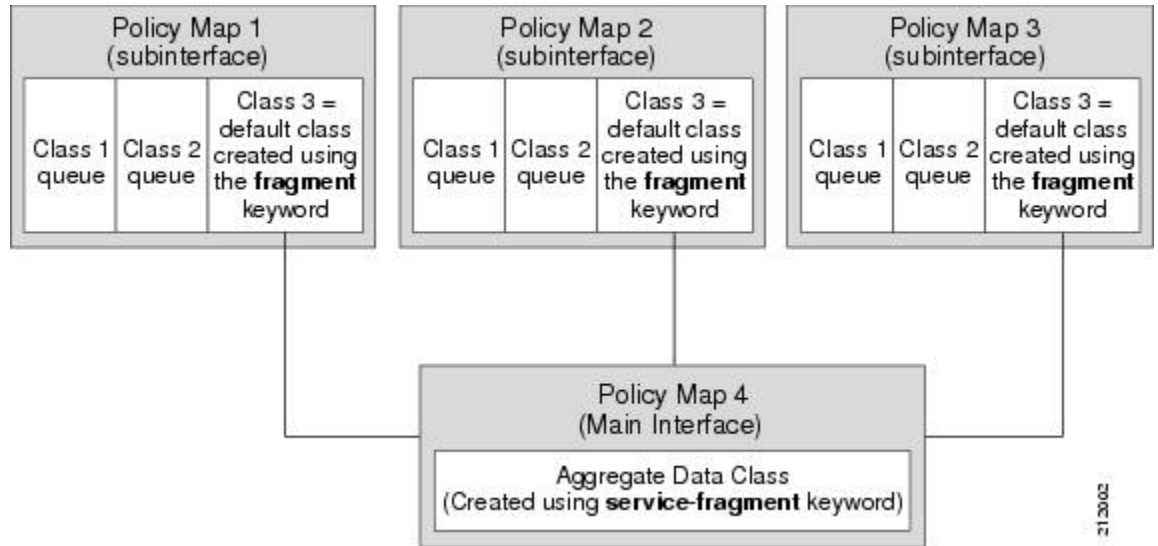 Policy Map 1
(subinterface)
Class 1
queue
Class 2
queue
Class 3 =
default class
created using
the fragment
keyword
Policy Map 2
(subinterface)
Class 1
queue
Class 2
queue
Class 3 =
default class
created using
the fragment
keyword
Policy Map 3
(subinterface)
Class 1
queue
Class 2
queue
Class 3 =
default class
created using
the fragment
keyword
Policy Map 4
(Main Interface)
Aggregate Data Class
(Created using service-fragment keyword)
212002